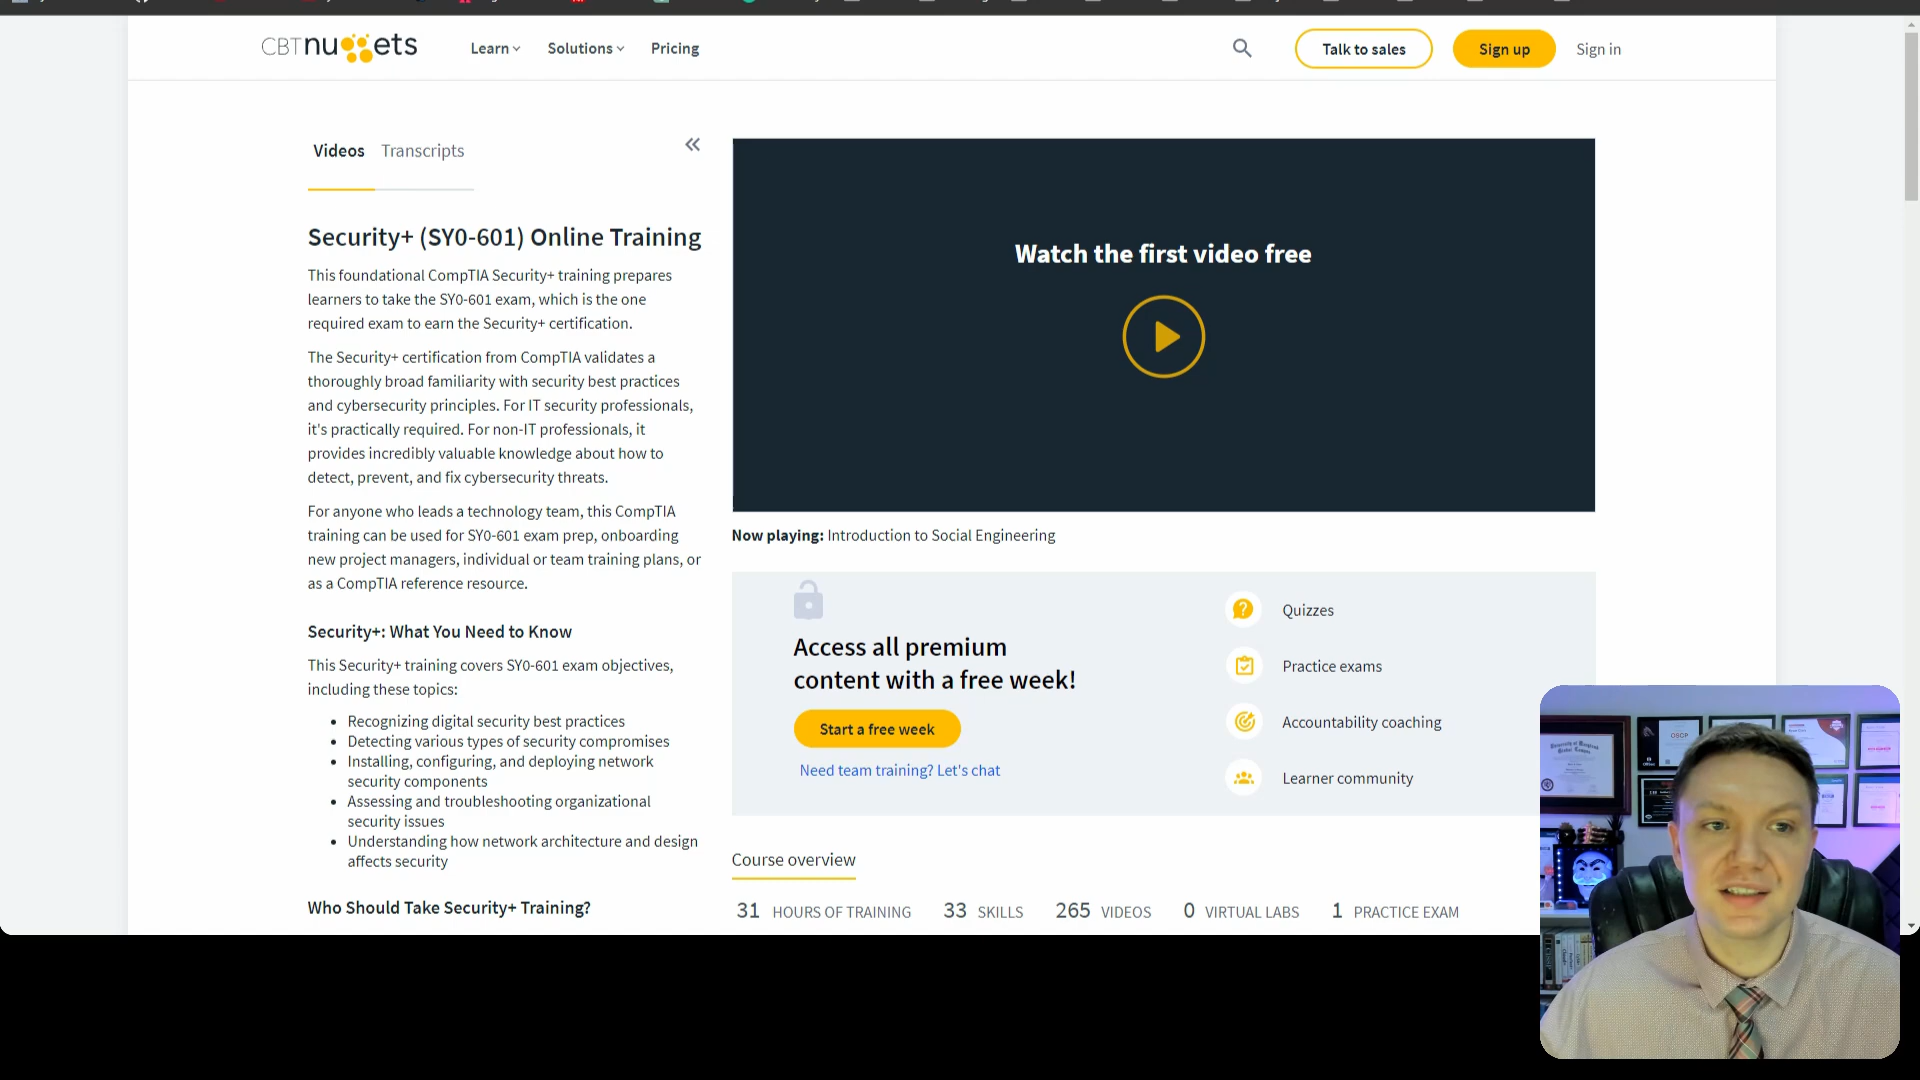 CBTnuggets
Learn
Solutions
Pricing
Talk to sales
Sign up
Sign in
Videos
Transcripts
Security+ (SY0-601) Online Training
This foundational CompTIA Security+ training prepares
learners to take the SY0-601 exam, which is the one
required exam to earn the Security+ certification.
The Security+ certification from CompTIA validates a
thoroughly broad familiarity with security best practices
and cybersecurity principles. For IT security professionals,
it's practically required. For non-IT professionals, it
provides incredibly valuable knowledge about how to
detect, prevent, and fix cybersecurity threats.
For anyone who leads a technology team, this CompTIA
training can be used for SY0-601 exam prep, onboarding
new project managers, individual or team training plans, or
as a CompTIA reference resource.
Security+: What You Need to Know
This Security+ training covers SY0-601 exam objectives,
including these topics:
• Recognizing digital security best practices
• Detecting various types of security compromises
• Installing, configuring, and deploying network
security components
• Assessing and troubleshooting organizational
security issues
• Understanding how network architecture and design
affects security
Who Should Take Security+ Training?
Watch the first video free
Now playing: Introduction to Social Engineering
Access all premium
content with a free week!
Start a free week
Need team training? Let's chat
Quizzes
Practice exams
Accountability coaching
Learner community
Course overview
31 HOURS OF TRAINING
33 SKILLS
265 VIDEOS
0 VIRTUAL LABS
1 PRACTICE EXAM
OSCP